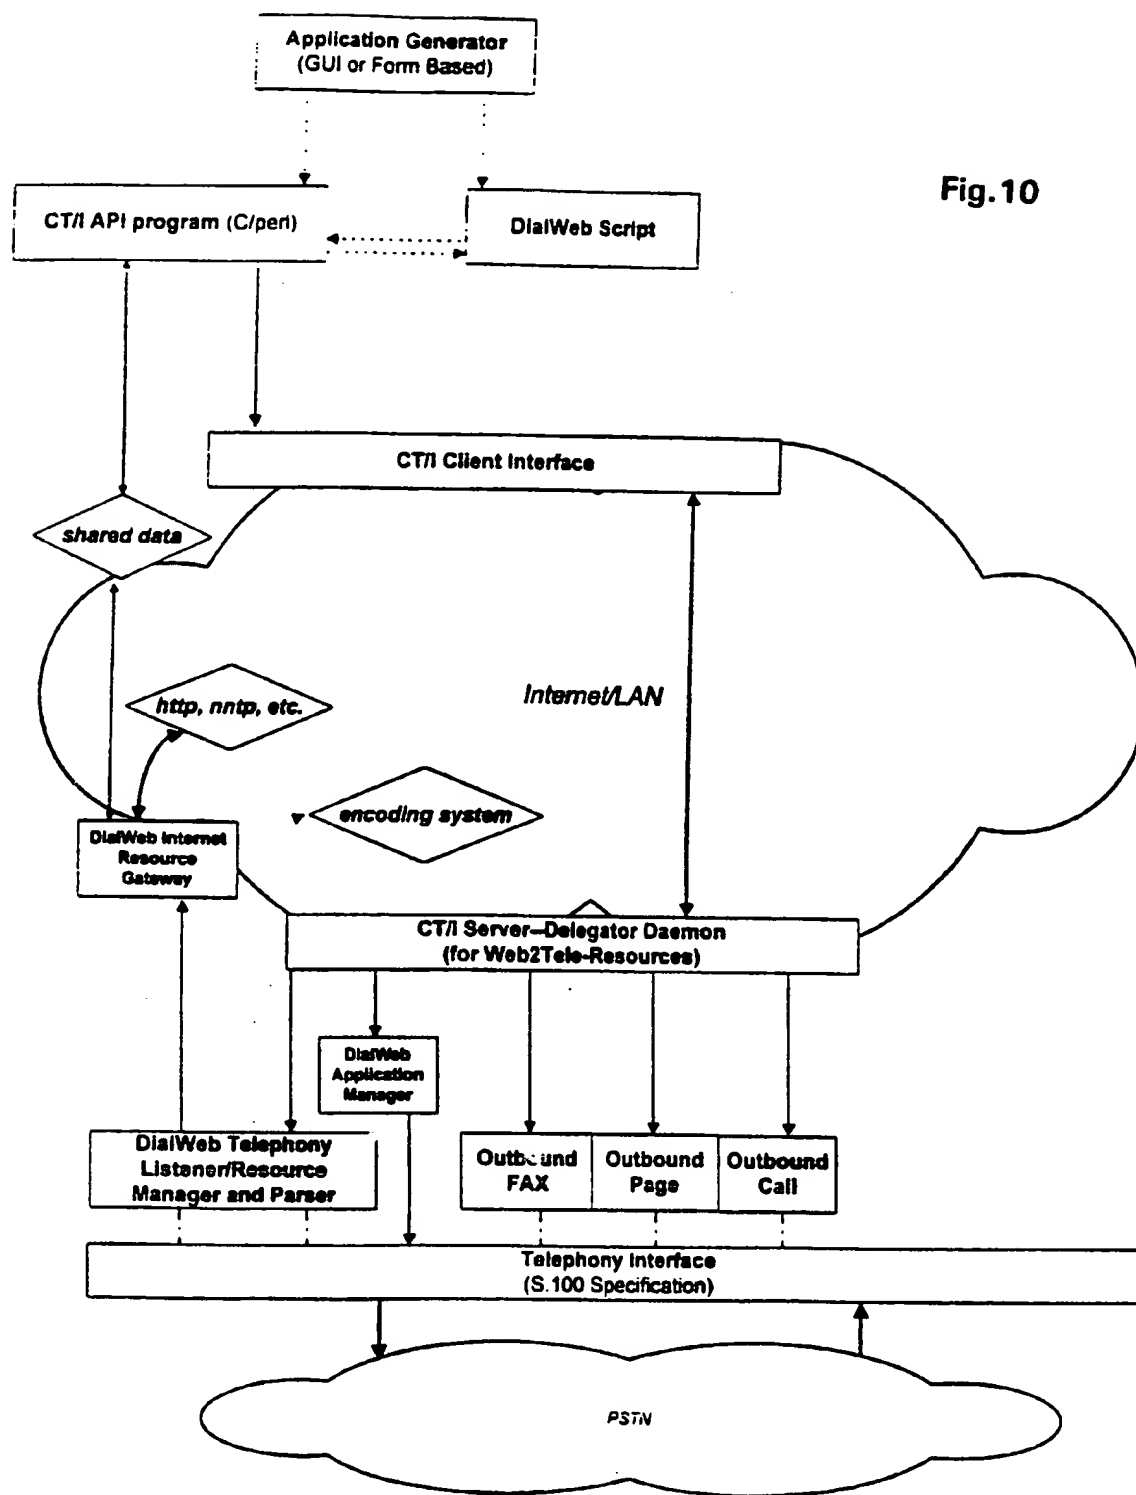 Application Generator
(GUI or Form Based)
Fig.10
CT/I API program (C/perl)
DialWeb Script
CT/I Client Interface
shared data
http, nntp, etc.
Internet/LAN
encoding system
DialWeb Internet
Resource
Gateway
CT/I Server–Delegator Daemon
(for Web2Tele-Resources)
DialWeb
Application
Manager
DialWeb Telephony
Listener/Resource
Manager and Parser
Outbound
FAX
Outbound
Page
Outbound
Call
Telephony Interface
(S.100 Specification)
PSTN